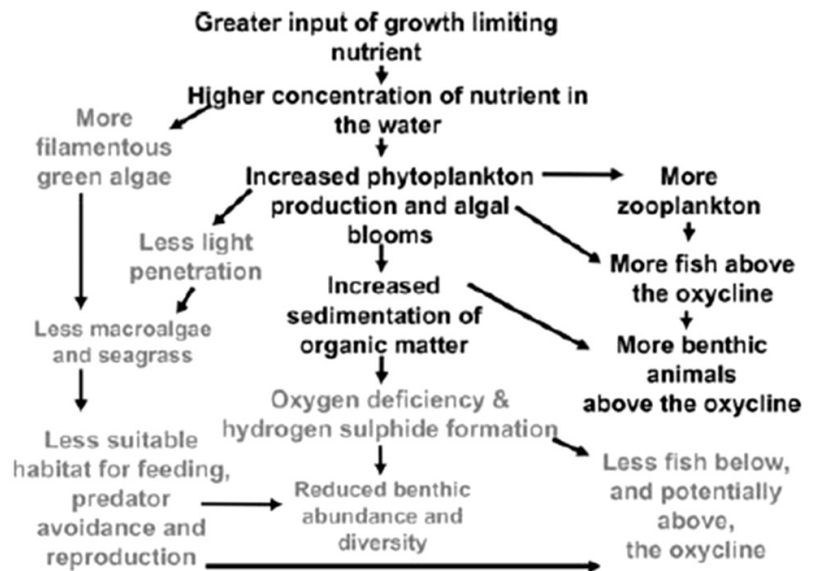 Greater input of growth limiting
nutrient
Higher concentration of nutrient in
the water
More
filamentous
green algae
Increased phytoplankton
production and algal
blooms
More
zooplankton
Less light
penetration
More fish above
the oxycline
Increased
sedimentation of
organic matter
Less macroalgae
and seagrass
More benthic
animals
above the oxycline
Oxygen deficiency &
hydrogen sulphide formation
Less suitable
habitat for feeding,
predator
avoidance and
reproduction
Reduced benthic
abundance and
diversity
Less fish below,
and potentially
above,
the oxycline